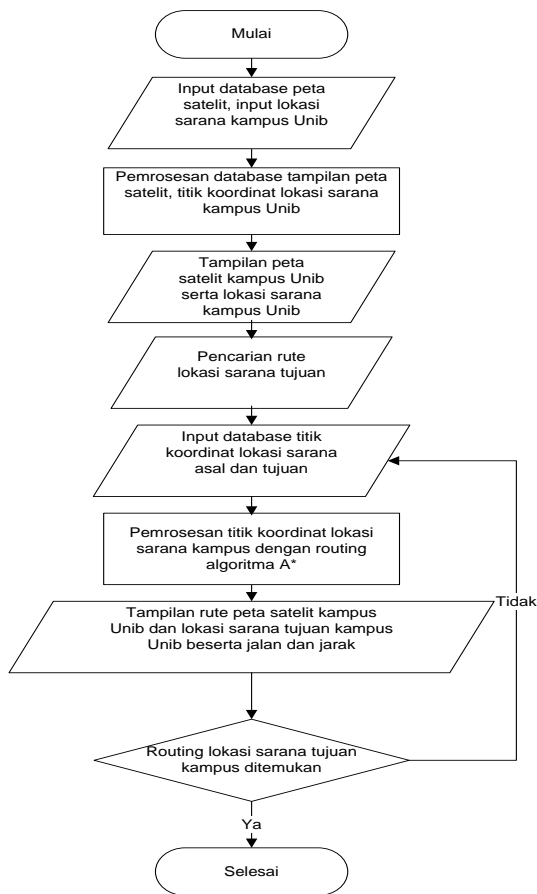 Mulai
Input database peta
satelit, input lokasi
sarana kampus Unib
Pemrosesan database tampilan peta
satelit, titik koordinat lokasi sarana
kampus Unib
Tampilan peta
satelit kampus Unib
serta lokasi sarana
kampus Unib
Pencarian rute
lokasi sarana tujuan
Input database titik
koordinat lokasi sarana
asal dan tujuan
Pemrosesan titik koordinat lokasi
sarana kampus dengan routing
algoritma A*
Tampilan rute peta satelit kampus
Unib dan lokasi sarana tujuan kampus
Unib beserta jalan dan jarak
Tidak
Routing lokasi sarana tujuan
kampus ditemukan
Ya
Selesai